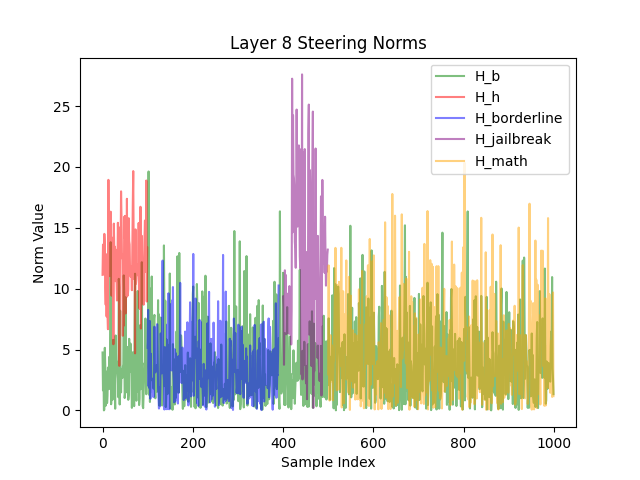 Layer 8 Steering Norms
H_b
H_h
H_borderline
H_jailbreak
H_math
Norm Value
25
20
15
10
5
0
0
200
400
600
800
1000
Sample Index